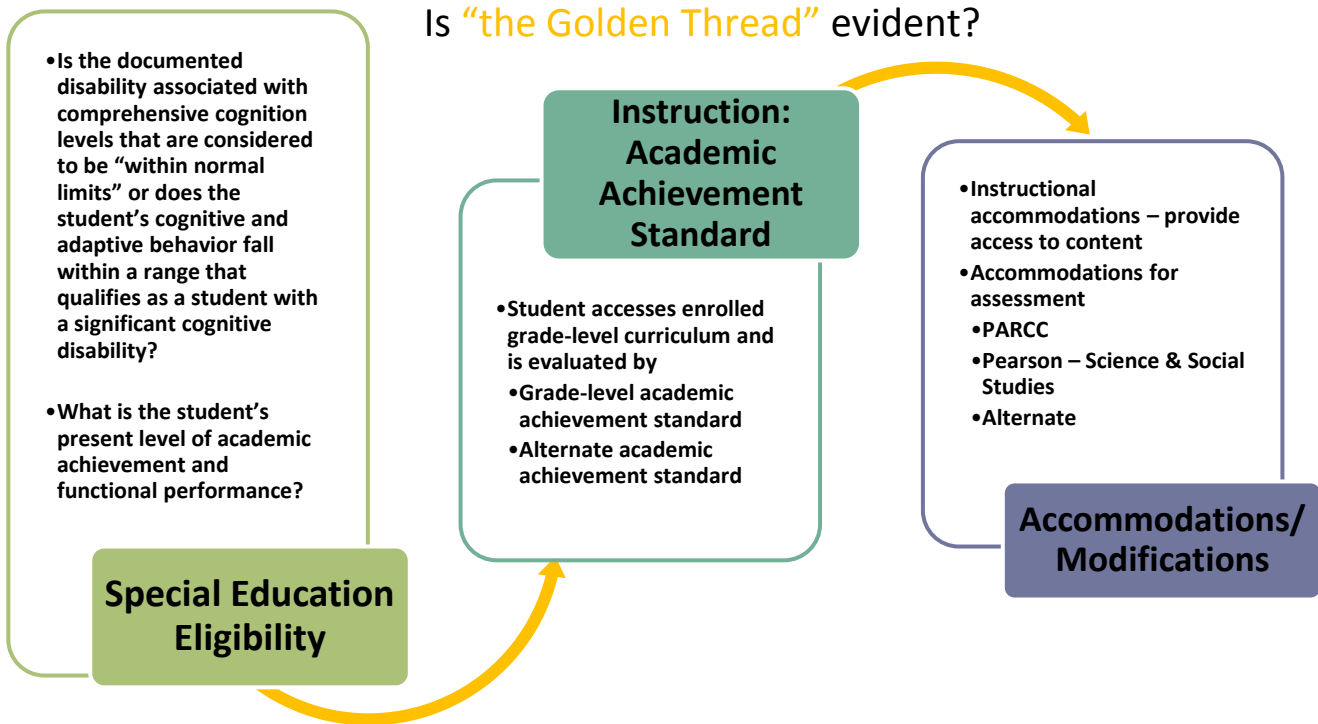 Is “the Golden Thread” evident?
•Is the documented
disability associated with
comprehensive cognition
levels that are considered
to be “within normal
limits” or does the
student’s cognitive and
adaptive behavior fall
within a range that
qualifies as a student with
a significant cognitive
disability?
•What is the student’s
present level of academic
achievement and
functional performance?
Special Education
Eligibility
Instruction:
Academic
Achievement
Standard
•Student accesses enrolled
grade-level curriculum and
is evaluated by
•Grade-level academic
achievement standard
•Alternate academic
achievement standard
•Instructional
accommodations – provide
access to content
•Accommodations for
assessment
•PARCC
•Pearson – Science & Social
Studies
•Alternate
Accommodations/
Modifications